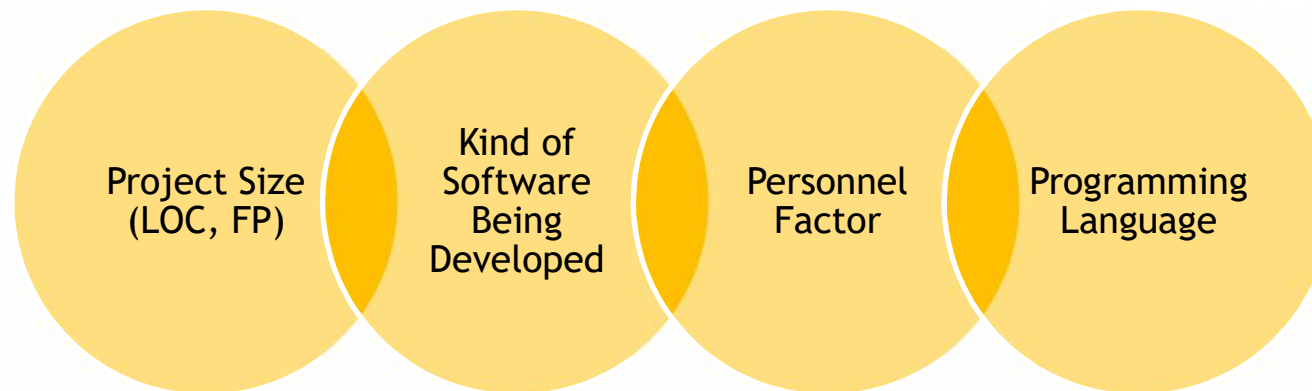 Project Size
(LOC, FP)
Kind of
Software
Being
Developed
Personnel
Factor
Programming
Language